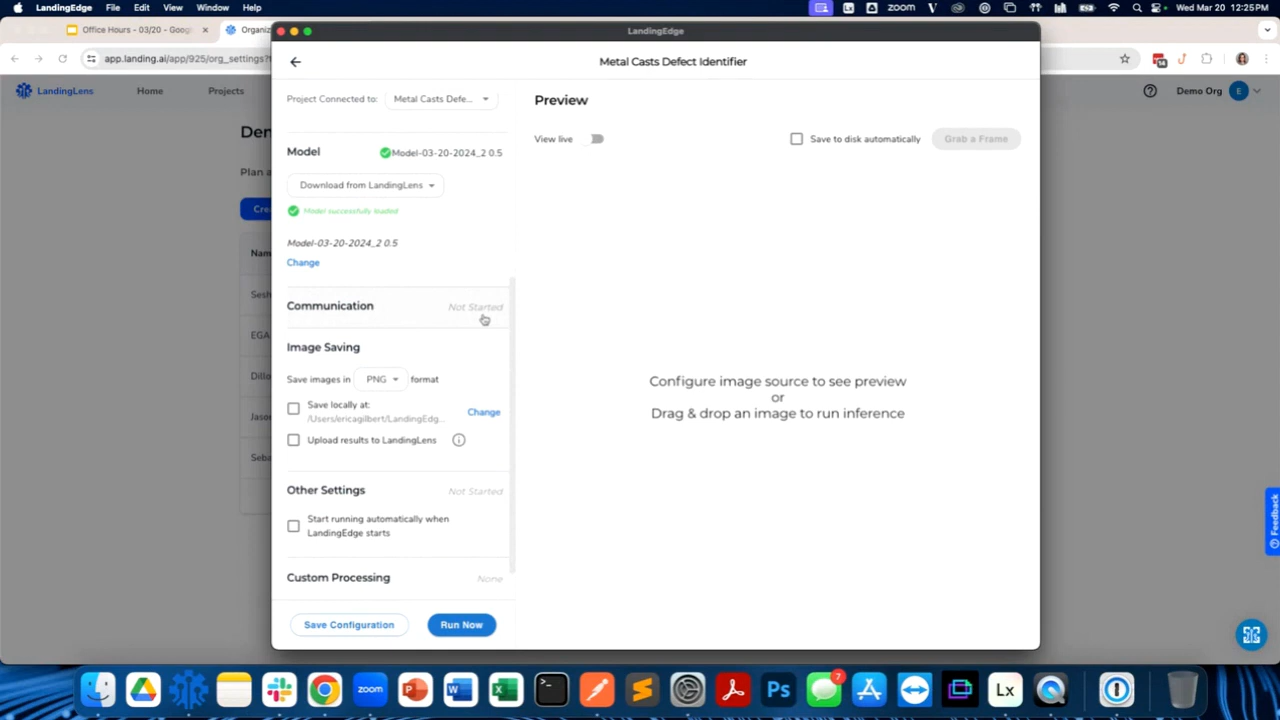 LandingEdge File Edit View Window Help
zoom
Wed Mar 20 12:25PM
Office Hours - 03/20 - Goog
Organiz
LandingEdge
app.landing.ai/app/925/org_settings?
LandingLens
Home
Projects
Demo Org
E
Den
Plan a
Cre
Nam
Sesh
EGA
Dillo
Jaso
Seba
Metal Casts Defect Identifier
Project Connected to:
Metal Casts Defe...
Model
Model-03-20-2024_2 0.5
Download from LandingLens
Model successfully loaded
Model-03-20-2024_2 0.5
Change
Communication
Not Started
Image Saving
Save images in
PNG
format
Save locally at:
/Users/ericagilbert/LandingEdg...
Change
Upload results to LandingLens
Other Settings
Not Started
Start running automatically when
LandingEdge starts
Custom Processing
None
Save Configuration
Run Now
Preview
View live
Save to disk automatically
Grab a Frame
Configure image source to see preview
or
Drag & drop an image to run inference
Feedback
zoom
Ps
7
Lx